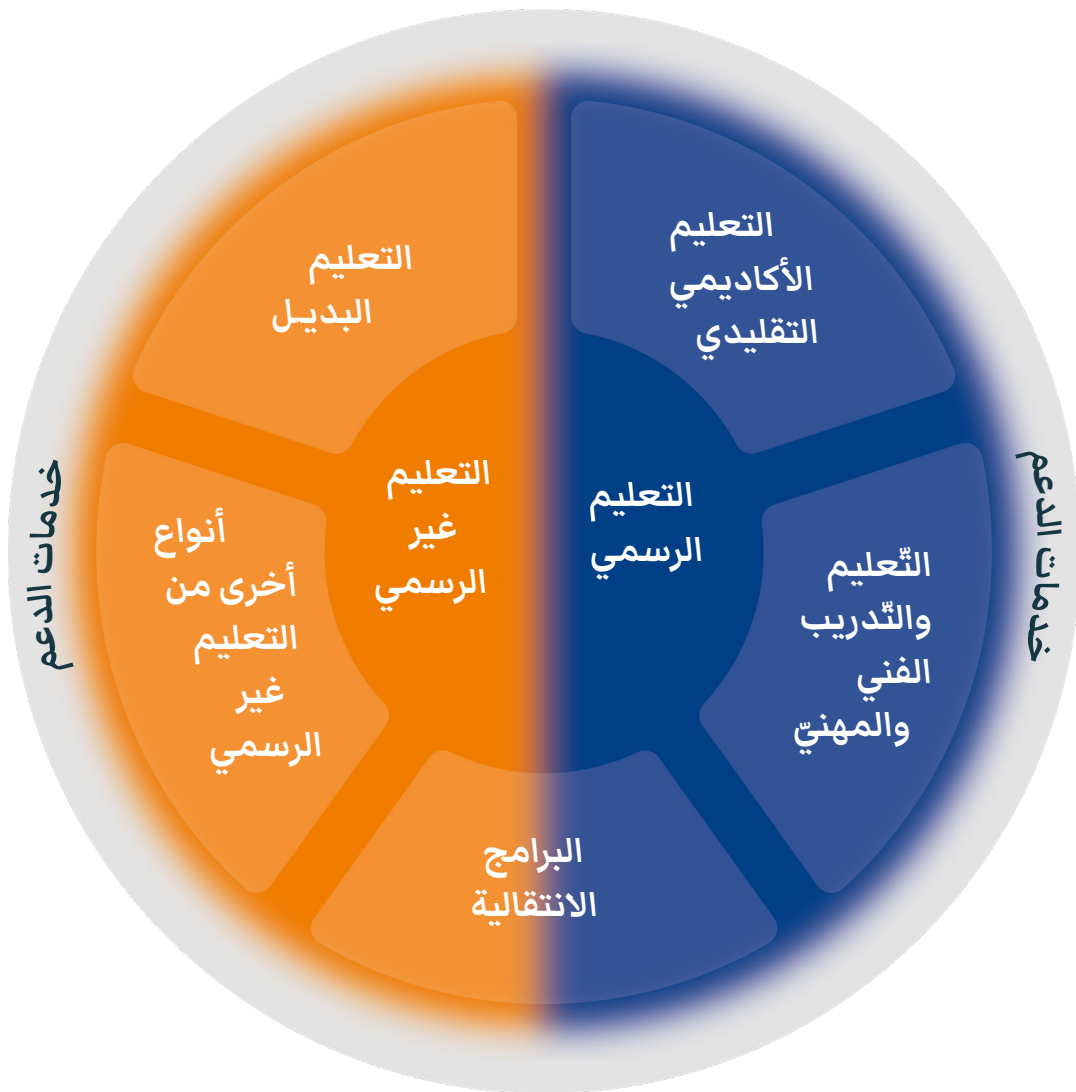 التعليم
الأكاديمي
التقليدي
التعليم
البديل
التعليم
الرسمي
التعليم
غير
الرسمي
التّعليم
والتّدريب
الفني
والمهنيّ
أنواع
أخرى من
التعليم
غير
الرسمي
البرامج
الانتقالية
خدمات الدعم
خدمات الدعم